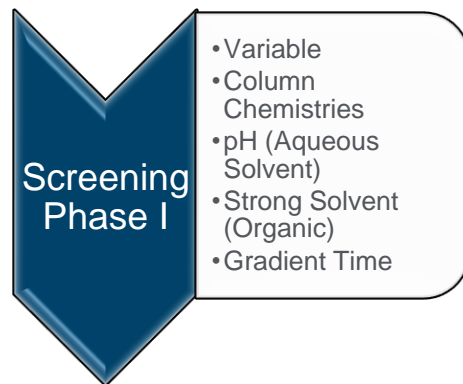 Screening
Phase I
•Variable
•Column
Chemistries
•pH (Aqueous
Solvent)
•Strong Solvent
(Organic)
•Gradient Time